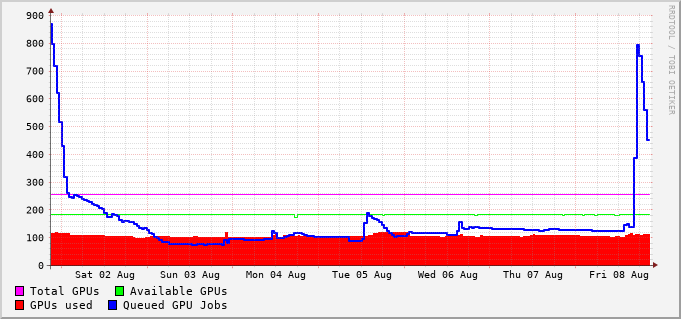 900
800
700
600
500
400
300
200
100
0
Sat 02 Aug Sun 03 Aug Mon 04 Aug Tue 05 Aug Wed 06 Aug Thu 07 Aug Fri 08 Aug
Total GPUs Available GPUs
GPUs used Queued GPU Jobs
RRDTOOL / TOBI OETIKER